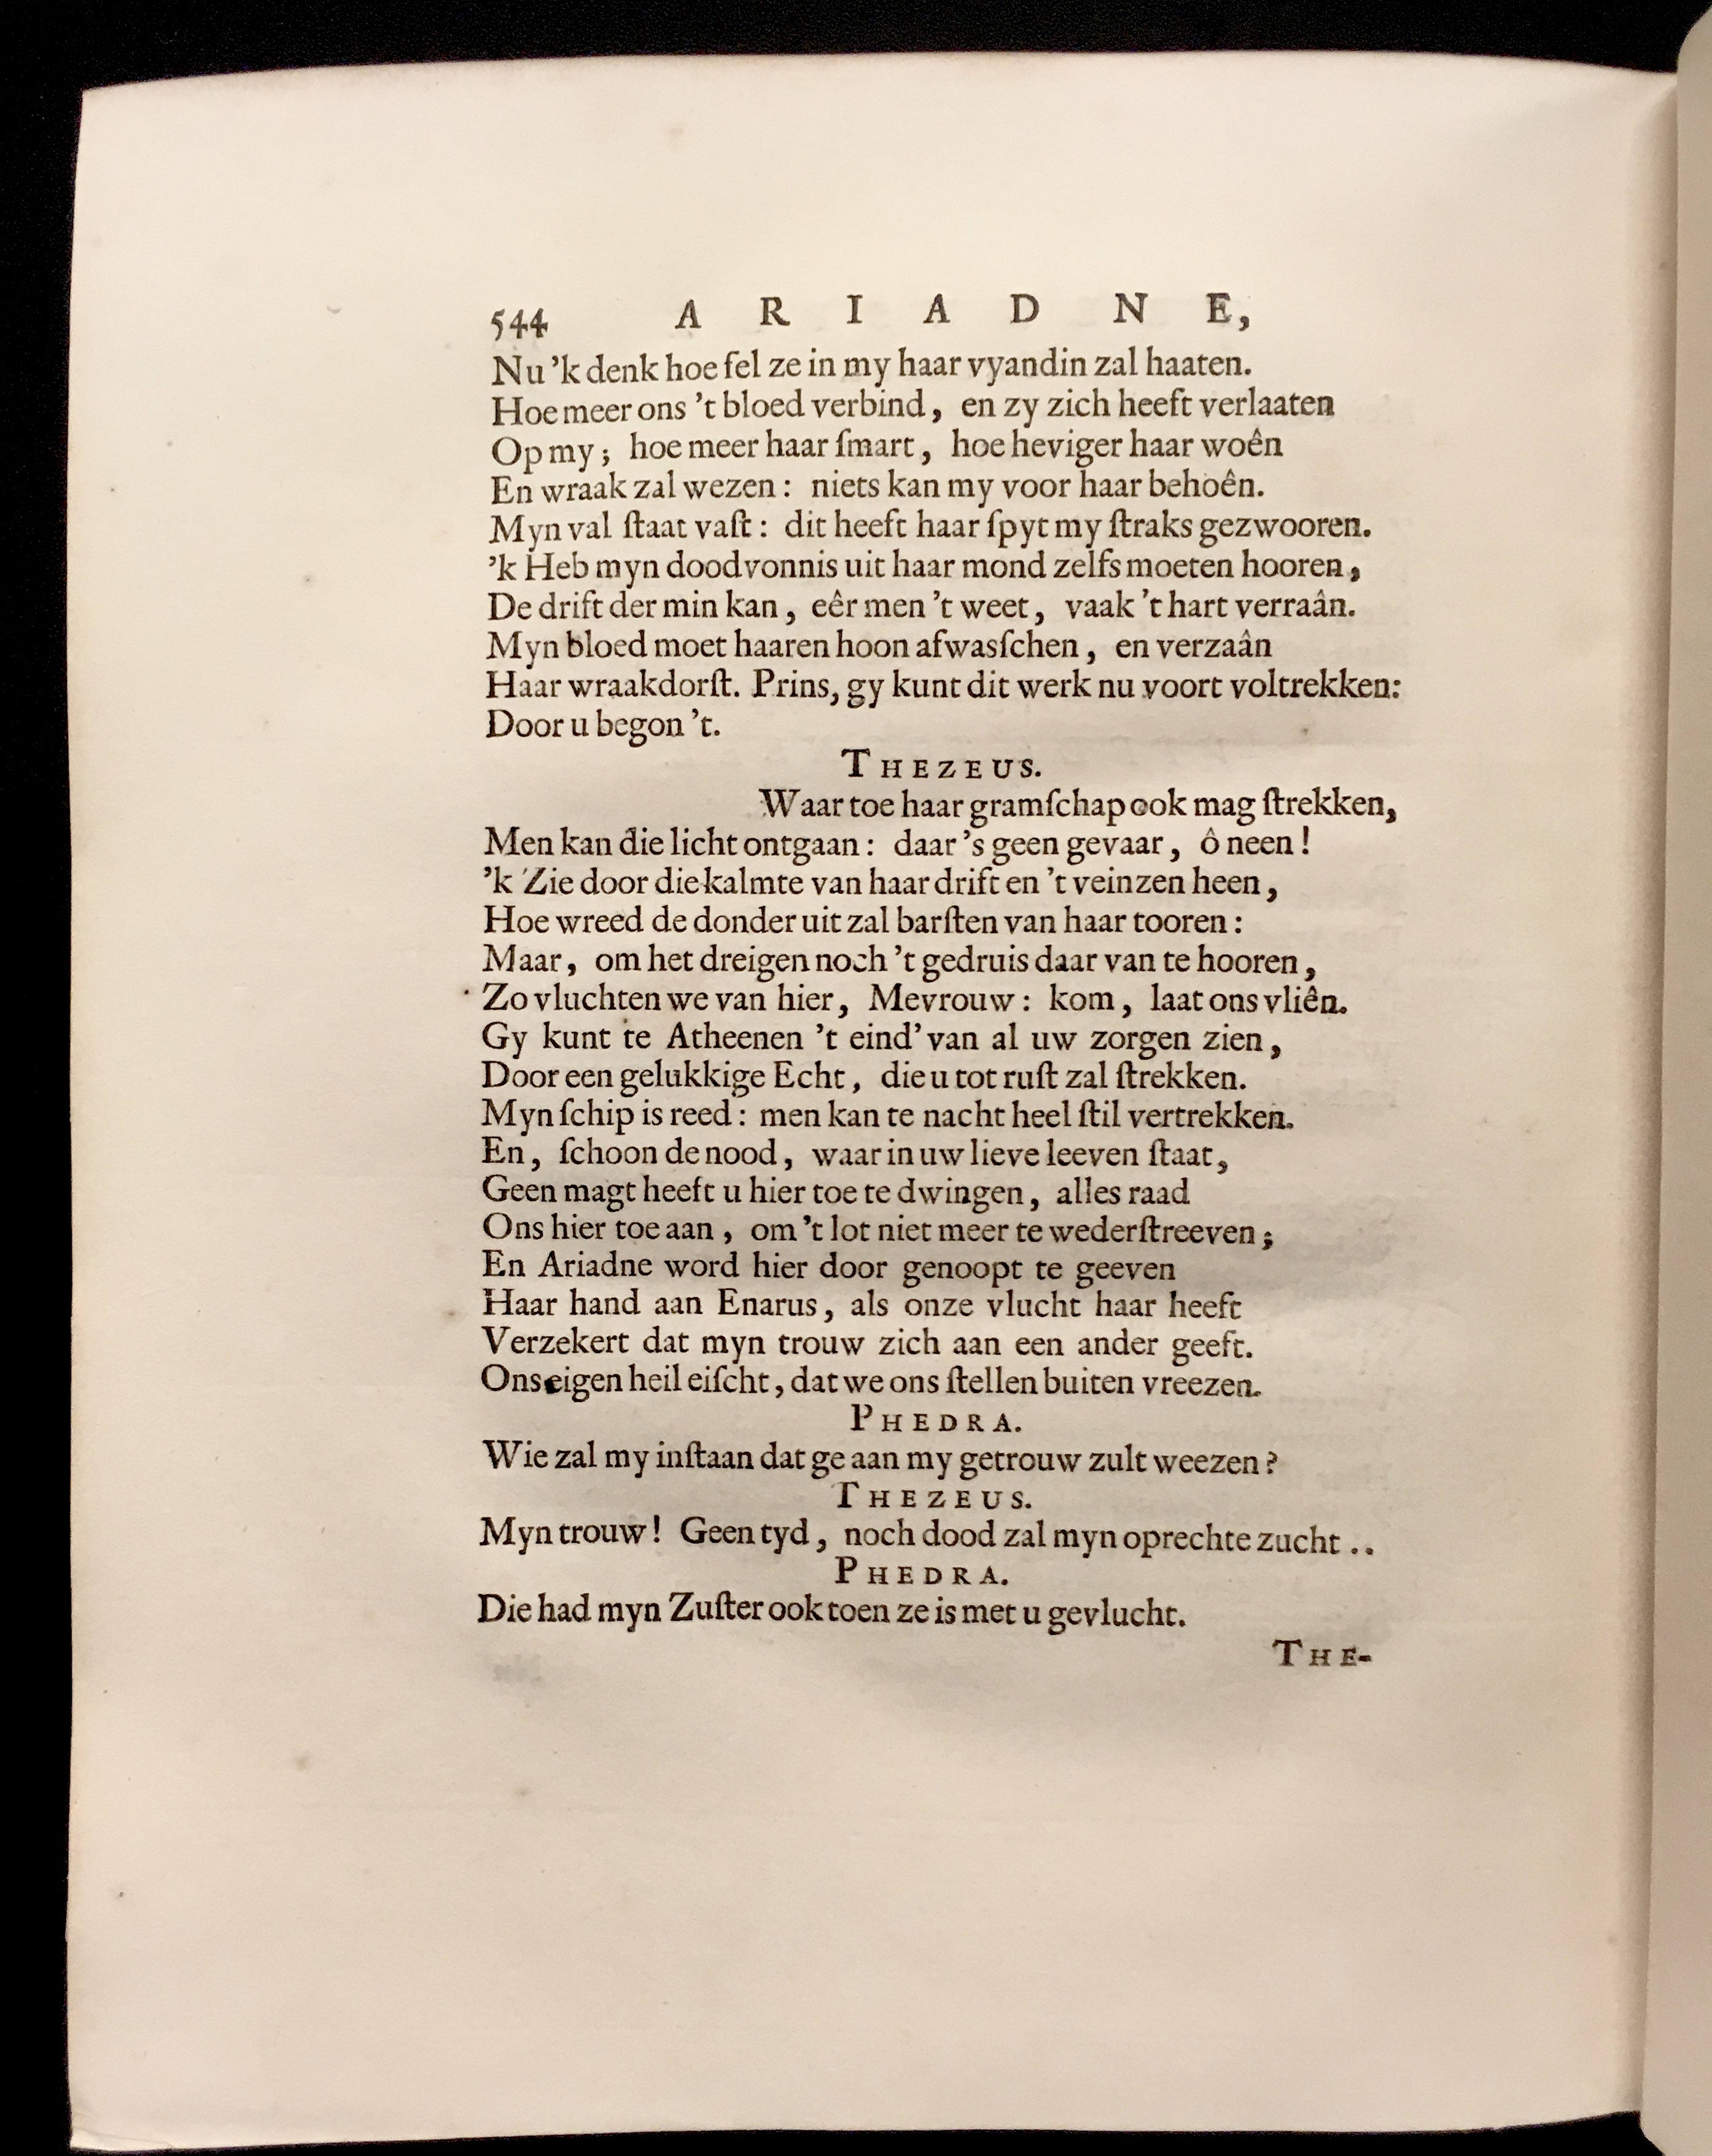 544 ARIADNE,
Nu 'k denk hoe fel ze in my haar vyandin zal haaten.
Hoe meer ons 't bloed verbind, en zy zich heeft verlaaten
Op my; hoe meer haar ſmart, hoe heviger haar woên
En wraak zal wezen: niets kan my voor haar behoên.
Myn val ſtaat vaſt: dit heeft haar ſpyt my ſtraks gezwooren.
'k Heb myn doodvonnis uit haar mond zelfs moeten hooren,
De drift der min kan, eêr men 't weet, vaak 't hart verraân.
Myn bloed moet haaren hoon afwasſchen, en verzaân
Haar wraakdorſt. Prins, gy kunt dit werk nu voort voltrekken:
Door u begon 't.
THEZEUS.
Waar toe haar gramſchap ook mag ſtrekken,
Men kan die licht ontgaan: daar 's geen gevaar, ô neen!
'k Zie door die kalmte van haar drift en 't veinzen heen,
Hoe wreed de donder uit zal barſten van haar tooren:
Maar, om het dreigen noch 't gedruis daar van te hooren,
Zo vluchten we van hier, Mevrouw: kom, laat ons vliên.
Gy kunt te Atheenen 't eind' van al uw zorgen zien,
Door een gelukkige Echt, die u tot ruſt zal ſtrekken.
Myn ſchip is reed: men kan te nacht heel ſtil vertrekken.
En, ſchoon de nood, waar in uw lieve leeven ſtaat,
Geen magt heeft u hier toe te dwingen, alles raad
Ons hier toe aan, om 't lot niet meer te wederſtreeven;
En Ariadne word hier door genoopt te geeven
Haar hand aan Enarus, als onze vlucht haar heeft
Verzekert dat myn trouw zich aan een ander geeft.
Ons eigen heil eiſcht, dat we ons ſtellen buiten vreezen.
PHEDRA.
Wie zal my inſtaan dat ge aan my getrouw zult weezen?
THEZEUS.
Myn trouw! Geen tyd, noch dood zal myn oprechte zucht..
PHEDRA.
Die had myn Zuſter ook toen ze is met u gevlucht.
THE-